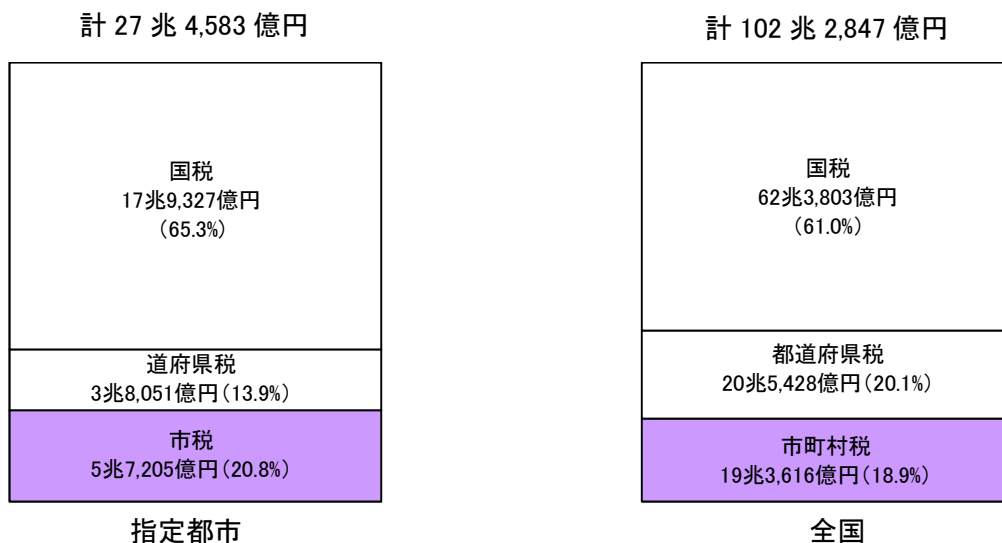 計 27 兆 4,583 億円
国税
17兆9,327億円
(65.3%)
道府県税
3兆8,051億円(13.9%)
市税
5兆7,205億円(20.8%)
指定都市
計 102 兆 2,847 億円
国税
62兆3,803億円
(61.0%)
都道府県税
20兆5,428億円(20.1%)
市町村税
19兆3,616億円(18.9%)
全国